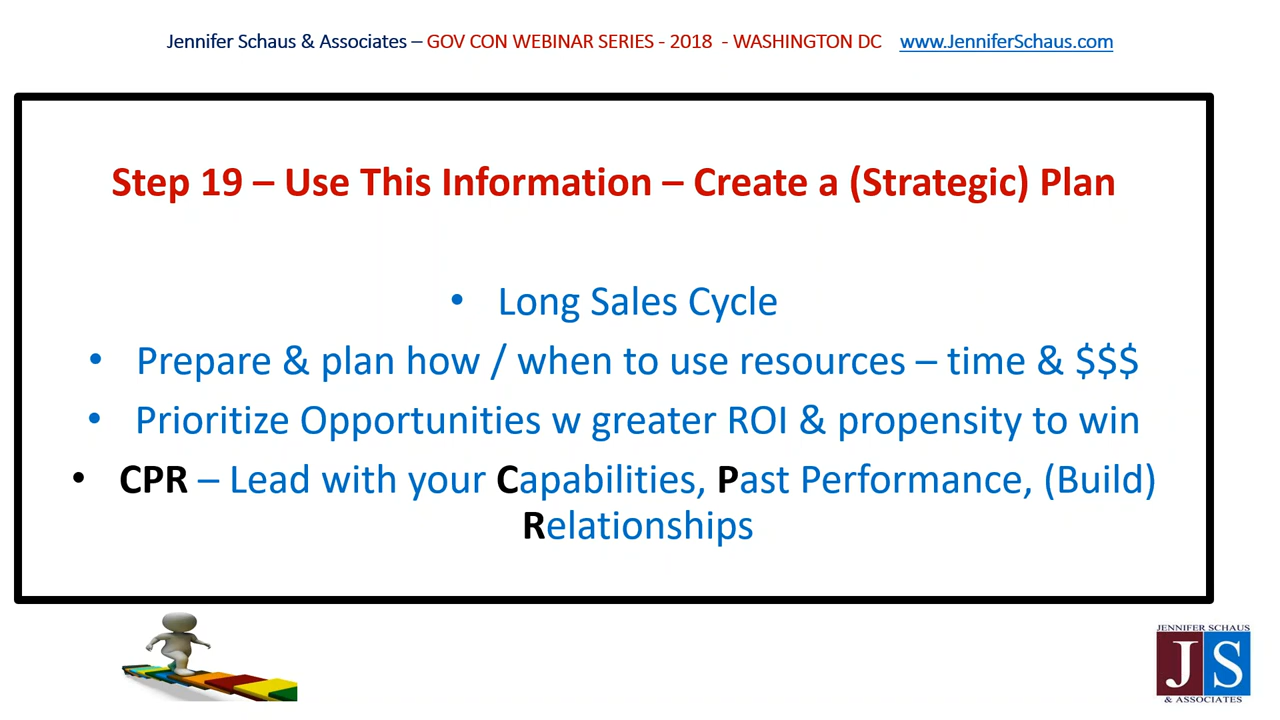 Jennifer Schaus & Associates – GOV CON WEBINAR SERIES - 2018 - WASHINGTON DC www.JenniferSchaus.com
Step 19 – Use This Information – Create a (Strategic) Plan
• Long Sales Cycle
• Prepare & plan how / when to use resources – time & $$$
• Prioritize Opportunities w greater ROI & propensity to win
• CPR – Lead with your Capabilities, Past Performance, (Build)
Relationships
JENNIFER SCHAUS
J S
& ASSOCIATES